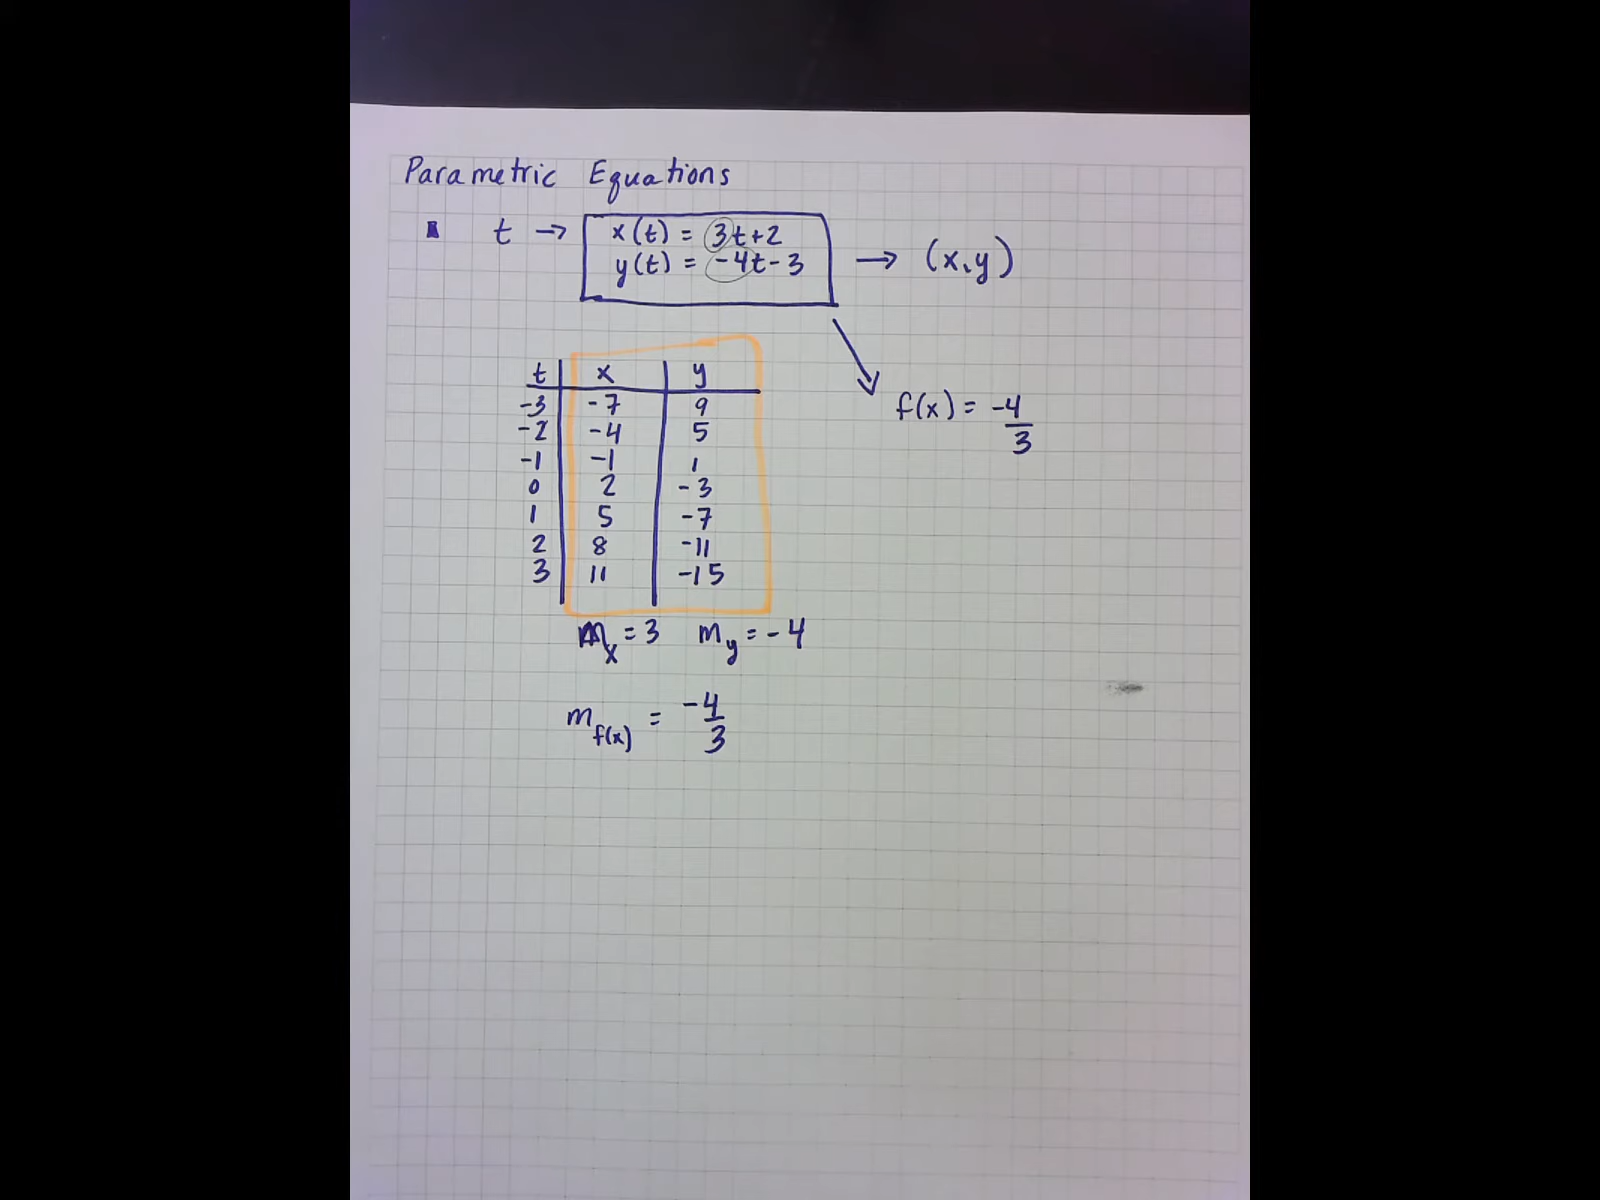 Parametric Equations
t → x(t) = 3t+2
y(t) = -4t-3 → (x,y)
t x y
-3 -7 9
-2 -4 5
-1 -1 1
0 2 -3
1 5 -7
2 8 -11
3 11 -15
f(x) = -4/3
mx = 3 my = -4
mf(x) = -4/3